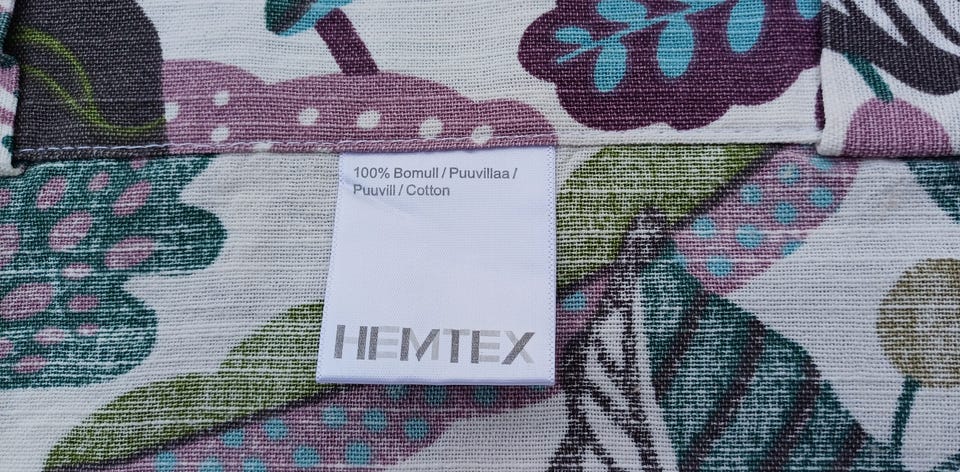 100% Bomull / Puuvillaa /
Puuvill / Cotton
HEMTEX